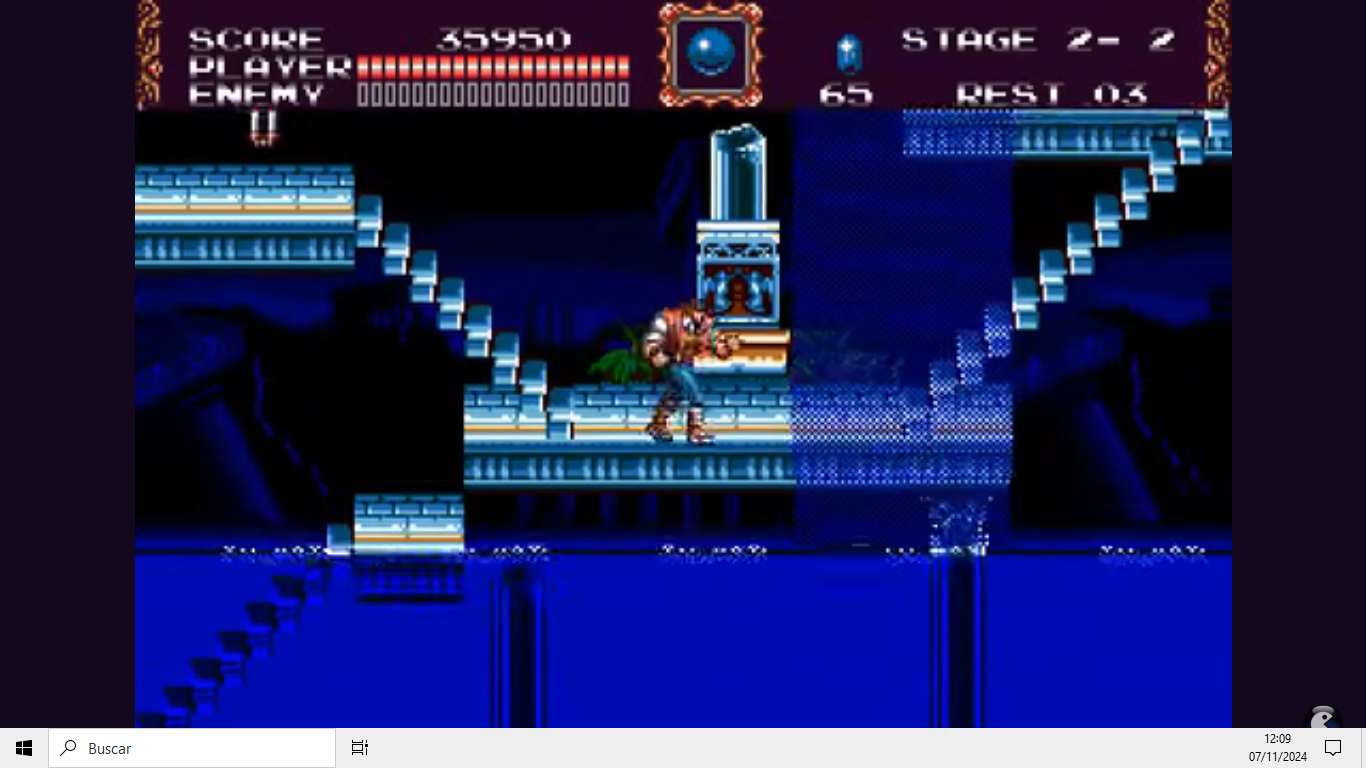 SCORE 35950
PLAYER
ENEMY
65
STAGE 2- 2
REST 03
Buscar
12:09
07/11/2024